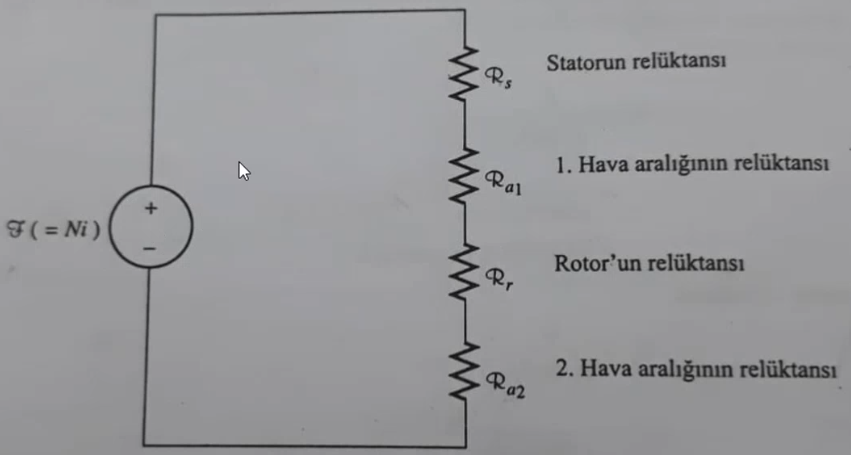 ℛs Statorun relüktansı
ℛa1 1. Hava aralığının relüktansı
ℱ ( = Ni ) + −
ℛr Rotor’un relüktansı
ℛa2 2. Hava aralığının relüktansı